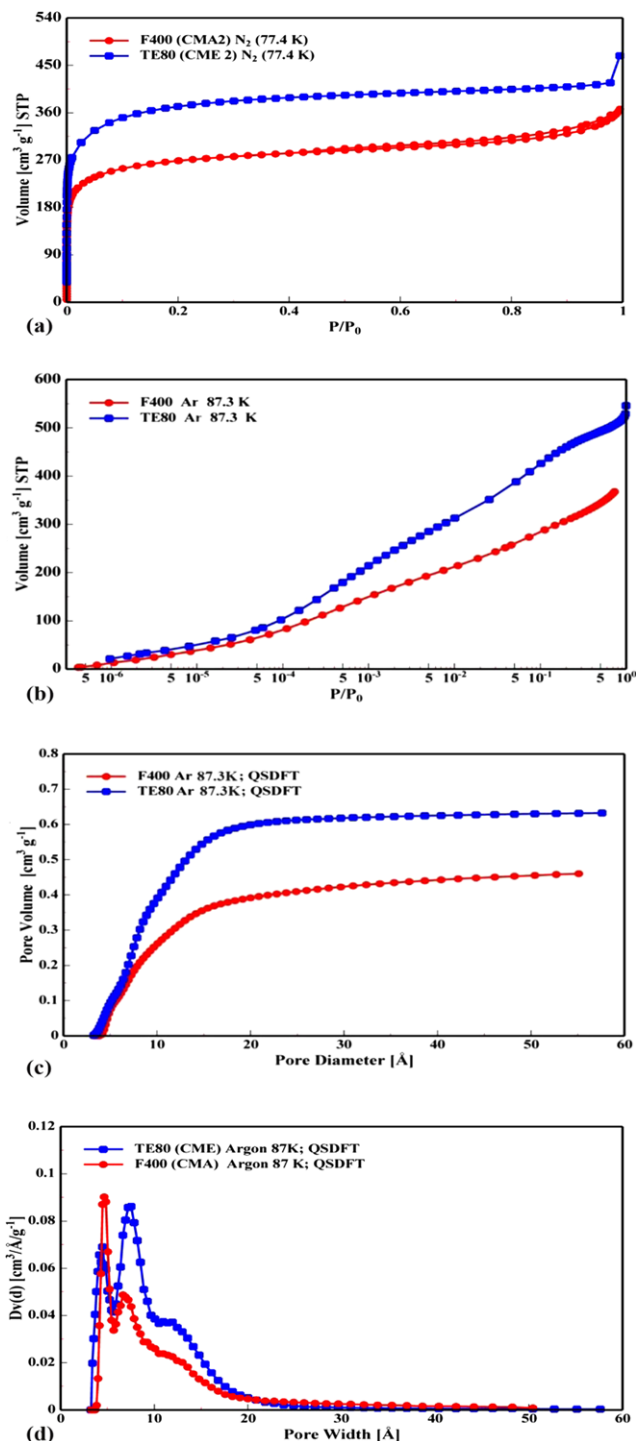 540
450
360
270
180
90
0
Volume [cm³ g⁻¹] STP
F400 (CMA2) N₂ (77.4 K)
TE80 (CME 2) N₂ (77.4 K)
0 0.2 0.4 0.6 0.8 1
P/P₀
(a)
600
500
400
300
200
100
0
Volume [cm³ g⁻¹] STP
F400 Ar 87.3 K
TE80 Ar 87.3 K
5 10⁻⁶ 5 10⁻⁵ 5 10⁻⁴ 5 10⁻³ 5 10⁻² 5 10⁻¹ 5 10⁰
P/P₀
(b)
0.8
0.7
0.6
0.5
0.4
0.3
0.2
0.1
0
Pore Volume [cm³ g⁻¹]
F400 Ar 87.3K; QSDFT
TE80 Ar 87.3K; QSDFT
0 10 20 30 40 50 60
Pore Diameter [Å]
(c)
0.12
0.1
0.08
0.06
0.04
0.02
0
Dv(d) [cm³/Å/g⁻¹]
TE80 (CME) Argon 87K; QSDFT
F400 (CMA) Argon 87 K; QSDFT
0 10 20 30 40 50 60
Pore Width [Å]
(d)